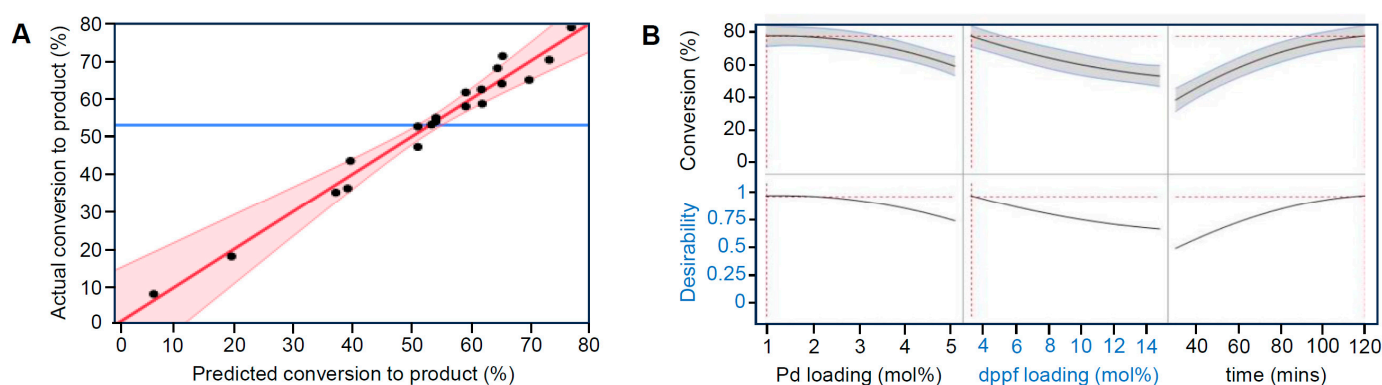 A
Actual conversion to product (%)
80
70
60
50
40
30
20
10
0
0 10 20 30 40 50 60 70 80
Predicted conversion to product (%)
B
Conversion (%)
80
60
40
20
0
Desirability
1
0.75
0.5
0.25
0
1 2 3 4 5 4 6 8 10 12 14 40 60 80 100 120
Pd loading (mol%) dppf loading (mol%) time (mins)